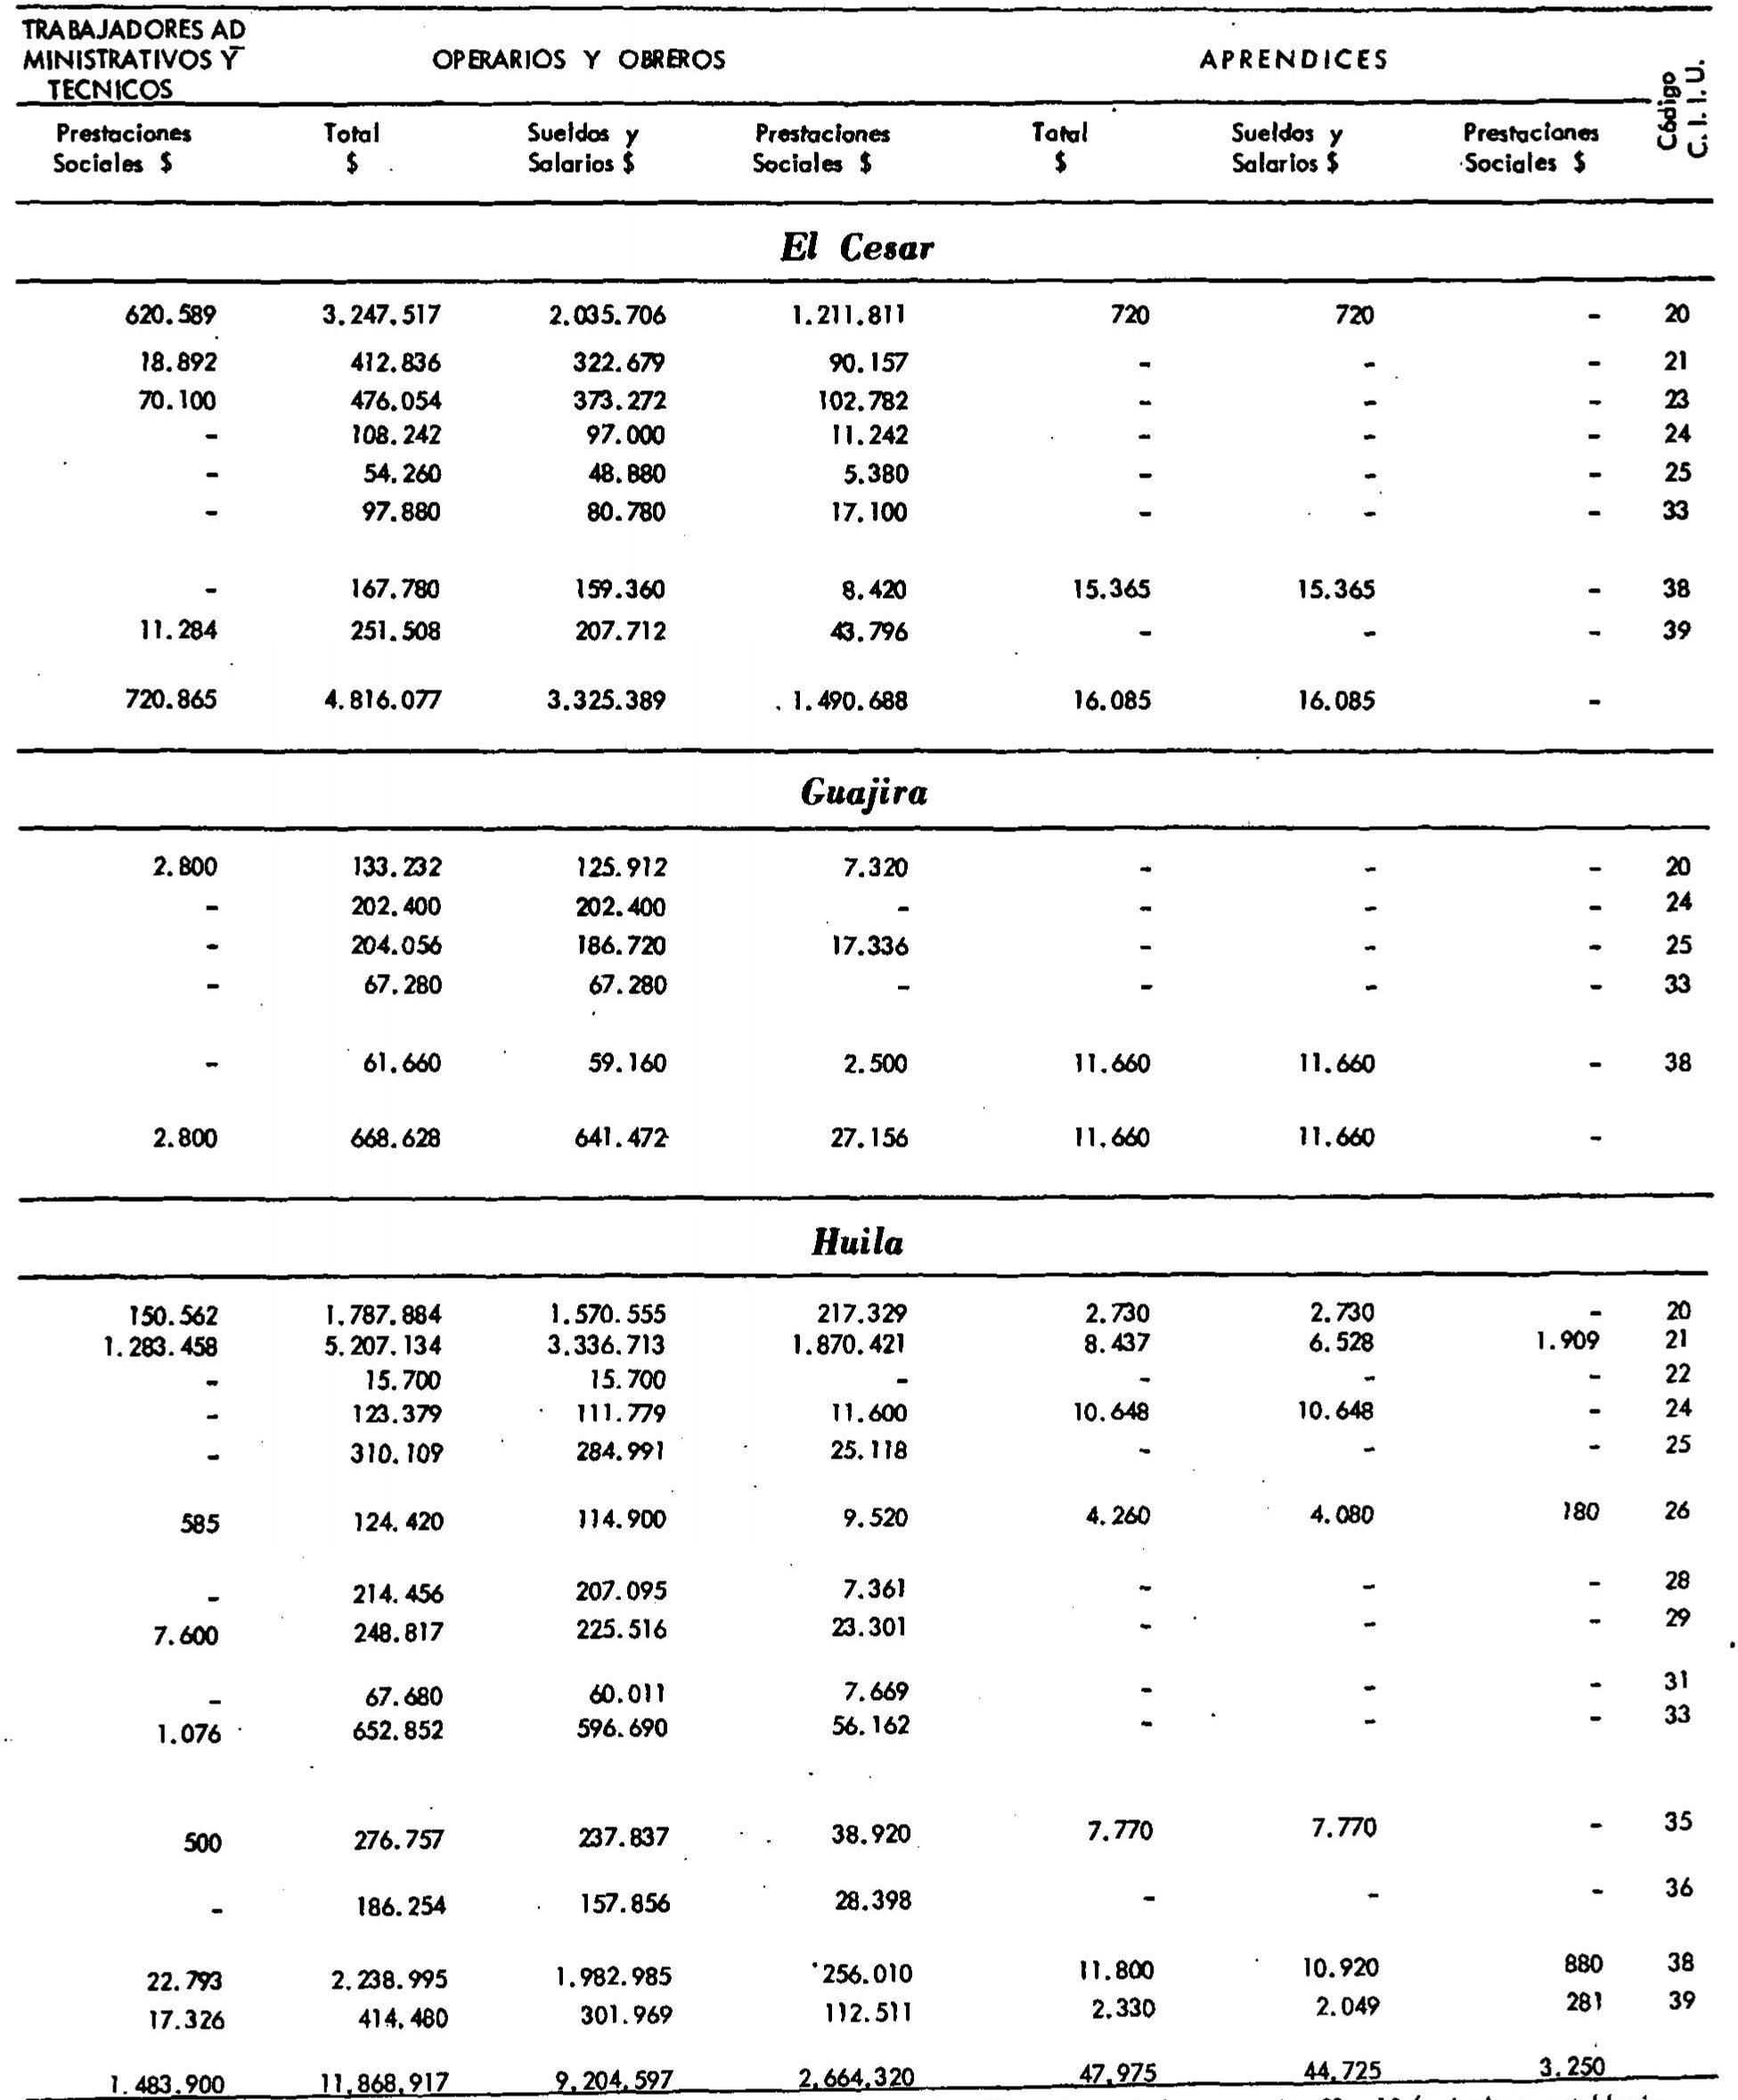 TRABAJADORES AD
MINISTRATIVOS Y
TECNICOS
OPERARIOS Y OBREROS
APRENDICES
Código
C.I.I.U.
Prestaciones Total Sueldos y Prestaciones Total Sueldos y Prestaciones
Sociales $ $ Salarios $ Sociales $ $ Salarios $ Sociales $
El Cesar
620.589 3.247.517 2.035.706 1.211.811 720 720 - 20
18.892 412.836 322.679 90.157 - - - 21
70.100 476.054 373.272 102.782 - - - 23
- 108.242 97.000 11.242 - - - 24
- 54.260 48.880 5.380 - - - 25
- 97.880 80.780 17.100 - - - 33
- 167.780 159.360 8.420 15.365 15.365 - 38
11.284 251.508 207.712 43.796 - - - 39
720.865 4.816.077 3.325.389 1.490.688 16.085 16.085 -
Guajira
2.800 133.232 125.912 7.320 - - - 20
- 202.400 202.400 - - - - 24
- 204.056 186.720 17.336 - - - 25
- 67.280 67.280 - - - - 33
- 61.660 59.160 2.500 11.660 11.660 - 38
2.800 668.628 641.472 27.156 11.660 11.660 -
Huila
150.562 1.787.884 1.570.555 217.329 2.730 2.730 - 20
1.283.458 5.207.134 3.336.713 1.870.421 8.437 6.528 1.909 21
- 15.700 15.700 - - - - 22
- 123.379 111.779 11.600 10.648 10.648 - 24
- 310.109 284.991 25.118 - - - 25
585 124.420 114.900 9.520 4.260 4.080 180 26
- 214.456 207.095 7.361 - - - 28
7.600 248.817 225.516 23.301 - - - 29
- 67.680 60.011 7.669 - - - 31
1.076 652.852 596.690 56.162 - - - 33
500 276.757 237.837 38.920 7.770 7.770 - 35
- 186.254 157.856 28.398 - - - 36
22.793 2.238.995 1.982.985 256.010 11.800 10.920 880 38
17.326 414.480 301.969 112.511 2.330 2.049 281 39
1.483.900 11.868.917 9.204.597 2.664.320 47.975 44.725 3.250